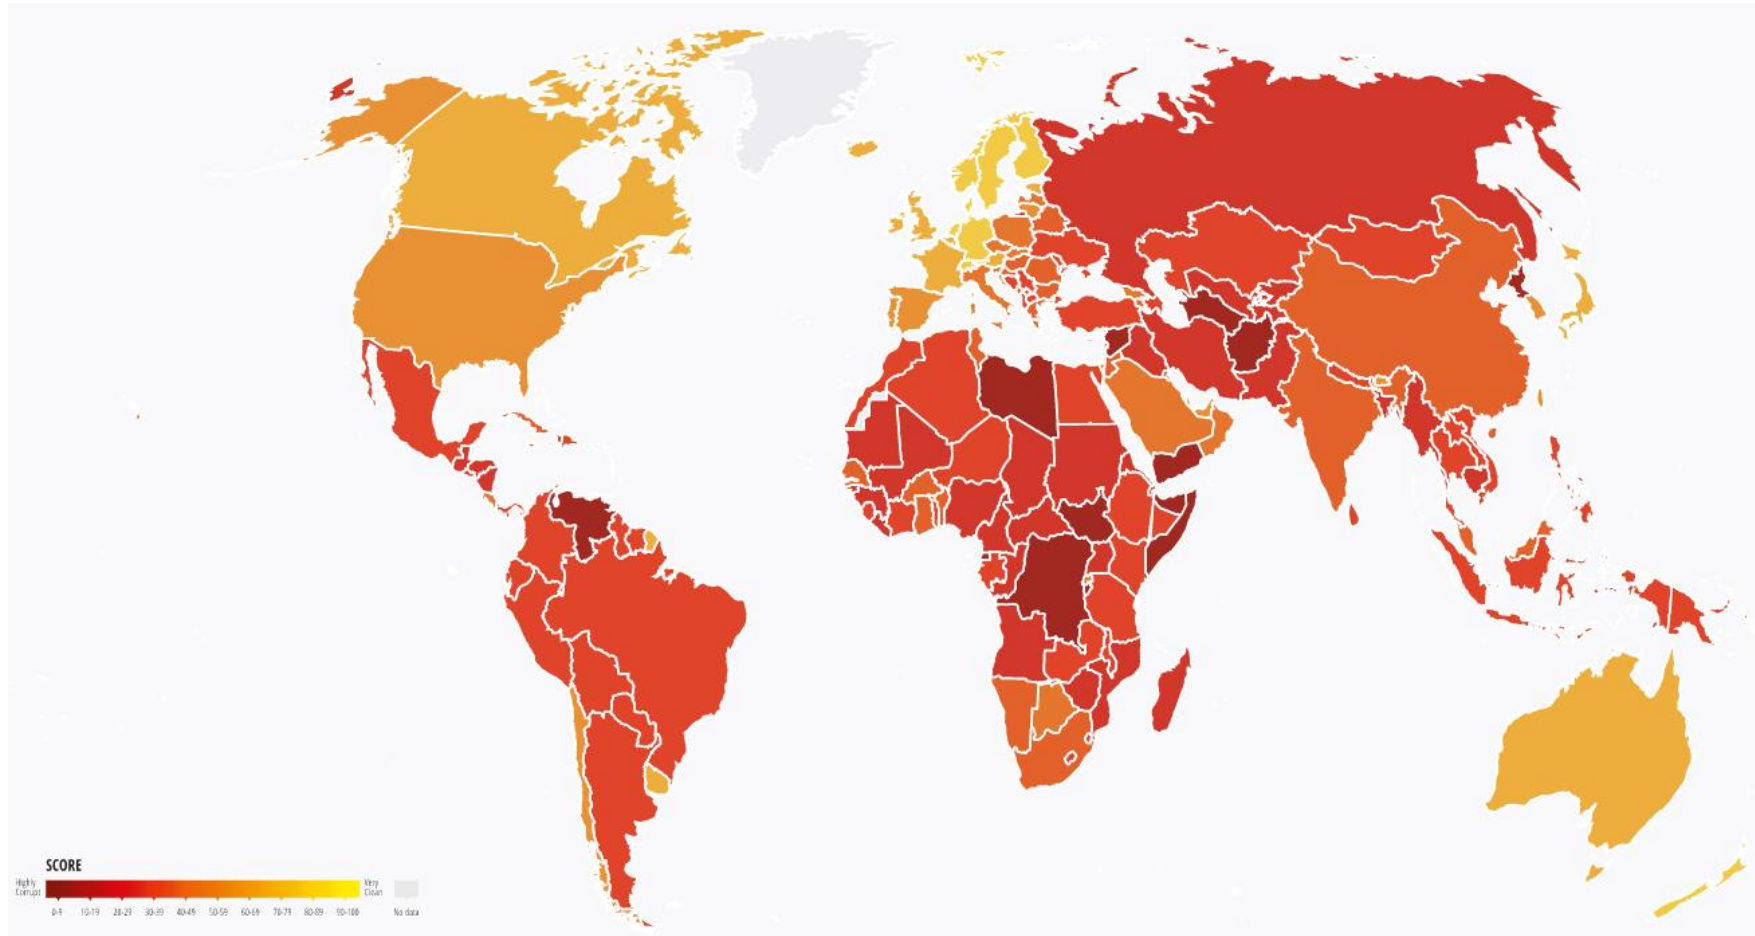 SCORE
Highly
Corrupt
Very
Clean
0-9 10-19 20-29 30-39 40-49 50-59 60-69 70-79 80-89 90-100 No data